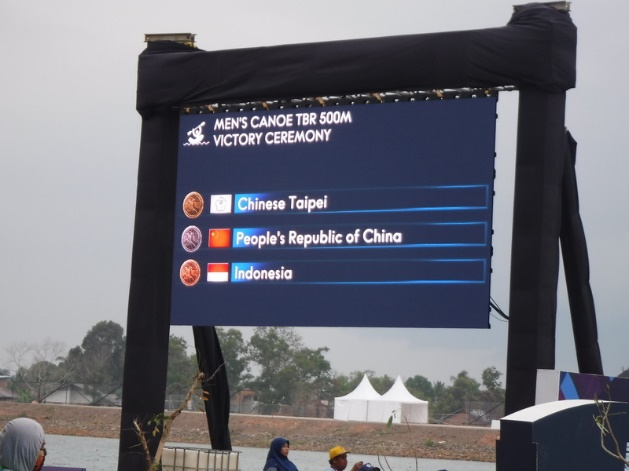 MEN'S CANOE TBR 500M
VICTORY CEREMONY
Chinese Taipei
People's Republic of China
Indonesia